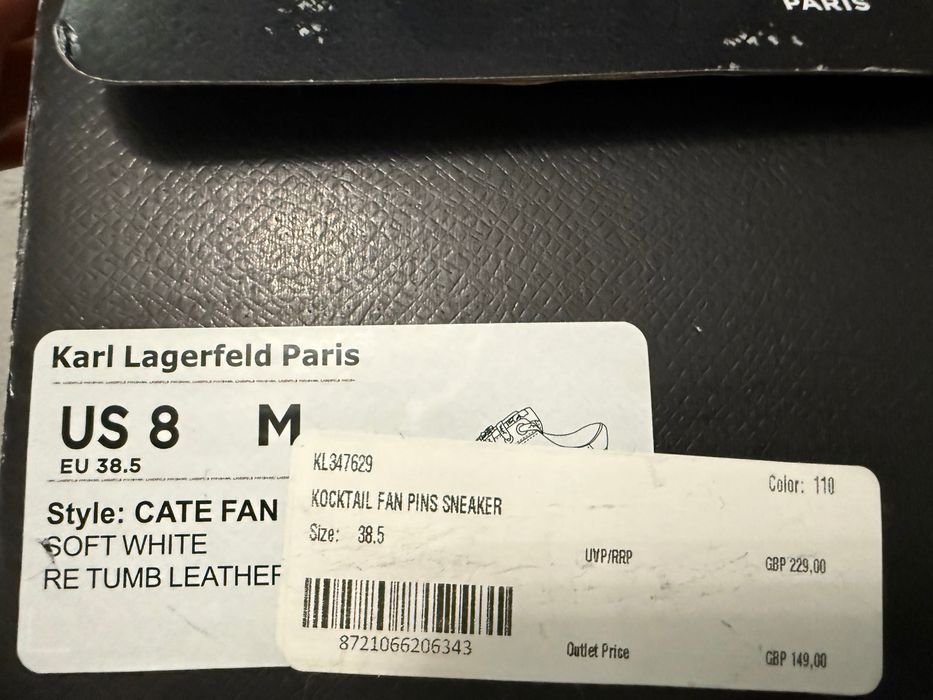 PARIS
Karl Lagerfeld Paris
US 8 M
EU 38.5
Style: CATE FAN
SOFT WHITE
RE TUMB LEATHER
KL347629
Color: 110
KOCKTAIL FAN PINS SNEAKER
Size: 38.5
UVP/RRP GBP 229,00
8721066206343
Outlet Price GBP 149,00